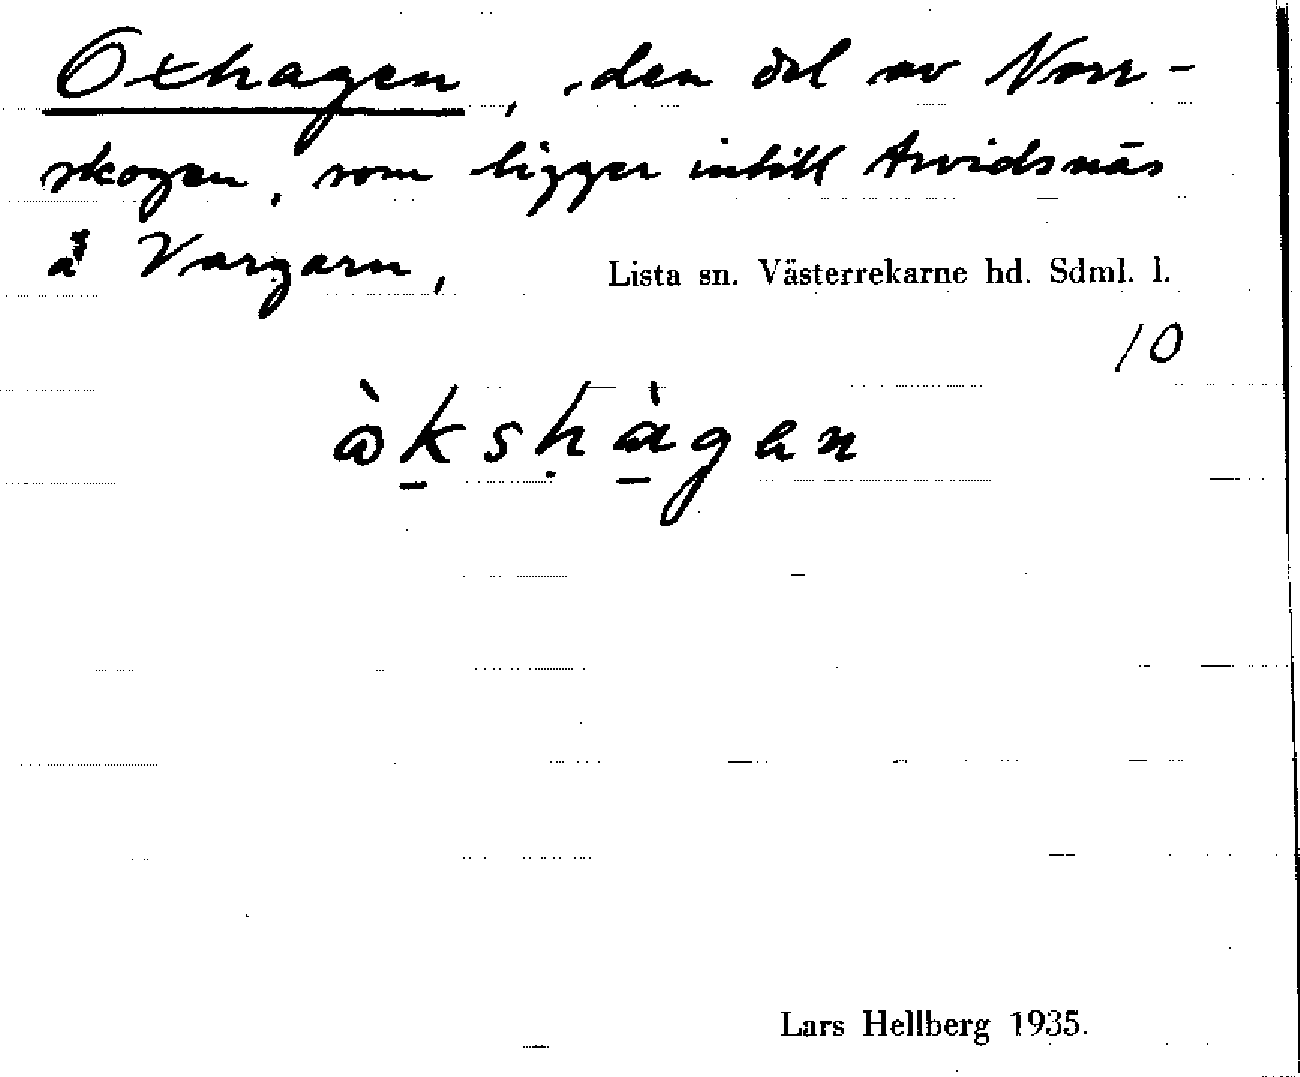 Oxhagen, den del av Norr-
skogen, som ligger intill Arvidsnäs
å Vargarn,
Lista sn. Västerrekarne hd. Sdml. l.
10
Lars Hellberg 1935.